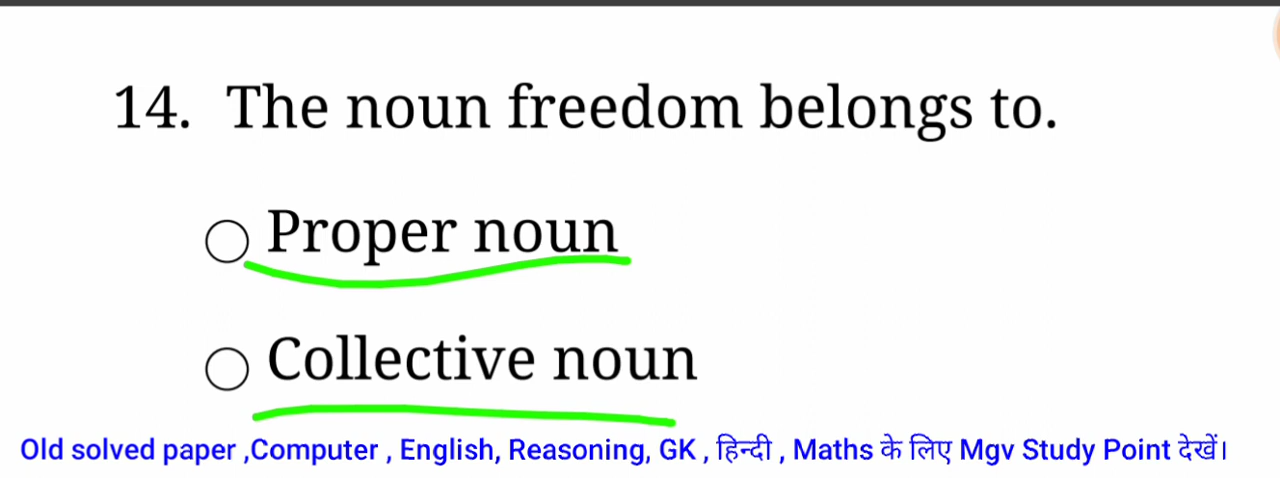 14. The noun freedom belongs to.
Proper noun
Collective noun
Old solved paper ,Computer , English, Reasoning, GK , हिन्दी , Maths के लिए Mgv Study Point देखें।